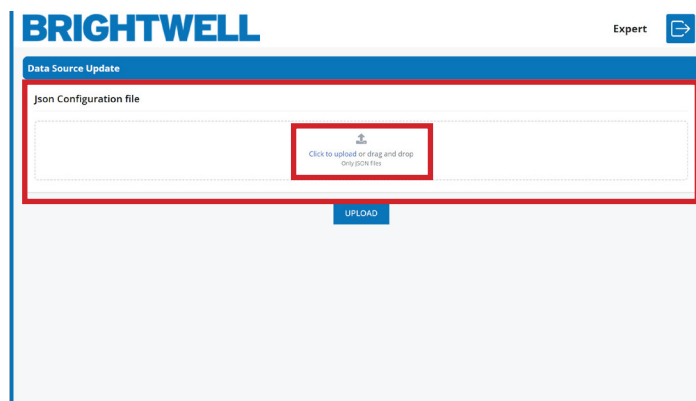 BRIGHTWELL
Expert
Data Source Update
Json Configuration file
Click to upload or drag and drop
Only JSON files
UPLOAD